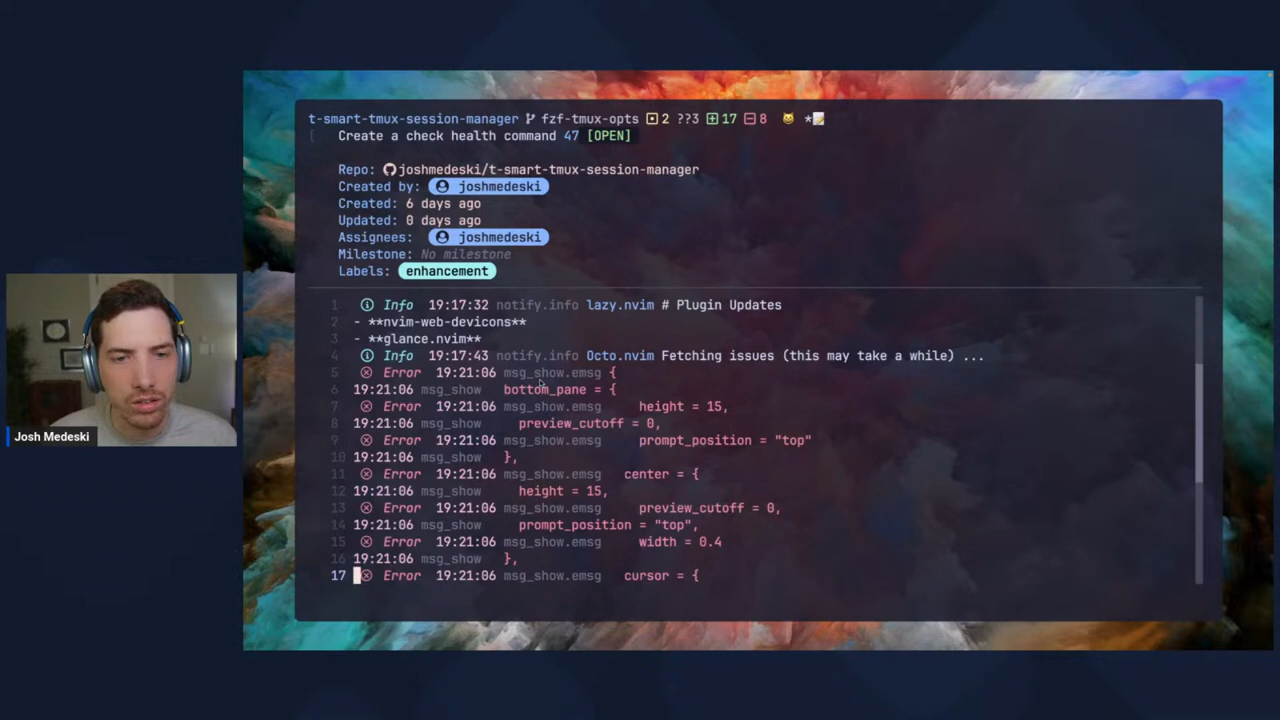 t-smart-tmux-session-manager fzf-tmux-opts 2 ??3 17 8 *
[ Create a check health command 47 [OPEN]
Repo: joshmedeski/t-smart-tmux-session-manager
Created by: joshmedeski
Created: 6 days ago
Updated: 0 days ago
Assignees: joshmedeski
Milestone: No milestone
Labels: enhancement
1 Info 19:17:32 notify.info lazy.nvim # Plugin Updates
2 - **nvim-web-devicons**
3 - **glance.nvim**
4 Info 19:17:43 notify.info Octo.nvim Fetching issues (this may take a while) ...
5 Error 19:21:06 msg_show.emsg {
6 19:21:06 msg_show bottom_pane = {
7 Error 19:21:06 msg_show.emsg height = 15,
8 19:21:06 msg_show preview_cutoff = 0,
9 Error 19:21:06 msg_show.emsg prompt_position = "top"
10 19:21:06 msg_show },
11 Error 19:21:06 msg_show.emsg center = {
12 19:21:06 msg_show height = 15,
13 Error 19:21:06 msg_show.emsg preview_cutoff = 0,
14 19:21:06 msg_show prompt_position = "top",
15 Error 19:21:06 msg_show.emsg width = 0.4
16 19:21:06 msg_show },
17 Error 19:21:06 msg_show.emsg cursor = {
Josh Medeski